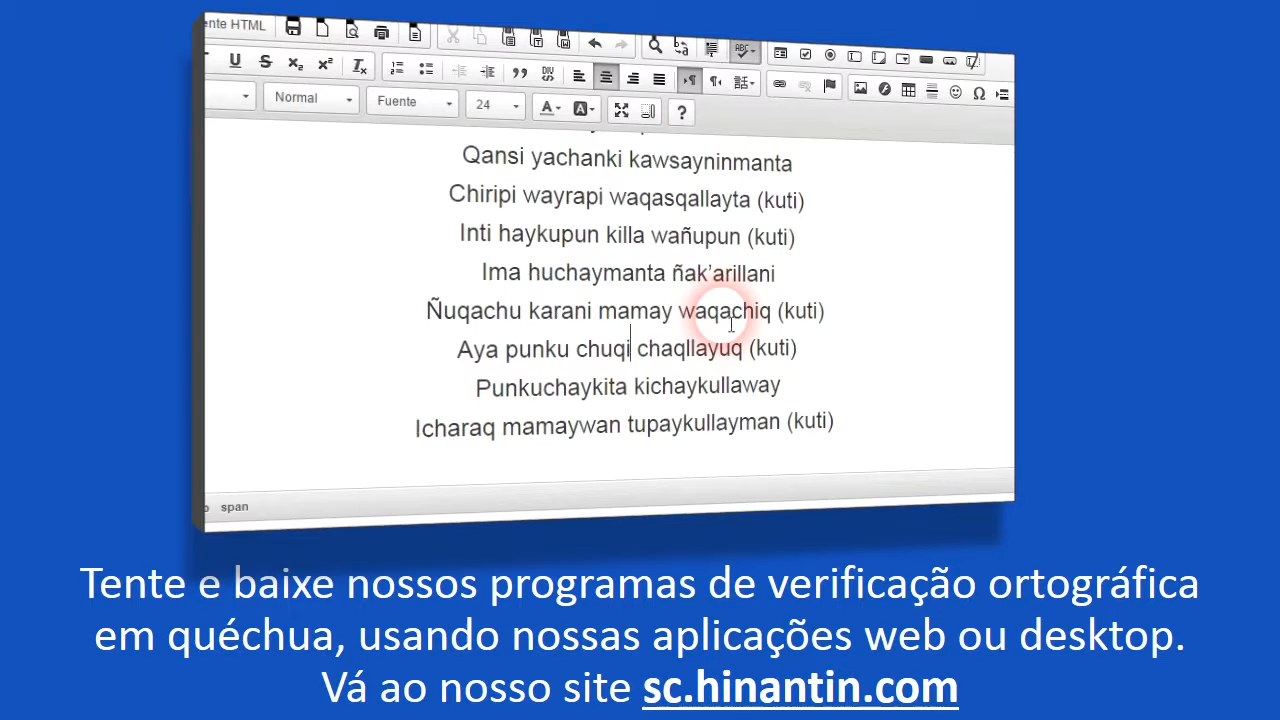 ente HTML
Normal Fuente 24
Qansi yachanki kawsayninmanta
Chiripi wayrapi waqasqallayta (kuti)
Inti haykupun killa wañupun (kuti)
Ima huchaymanta ñak’arillani
Ñuqachu karani mamay waqachiq (kuti)
Aya punku chuqi chaqllayuq (kuti)
Punkuchaykita kichaykullaway
Icharaq mamaywan tupaykullayman (kuti)
span
Tente e baixe nossos programas de verificação ortográfica
em quéchua, usando nossas aplicações web ou desktop.
Vá ao nosso site sc.hinantin.com